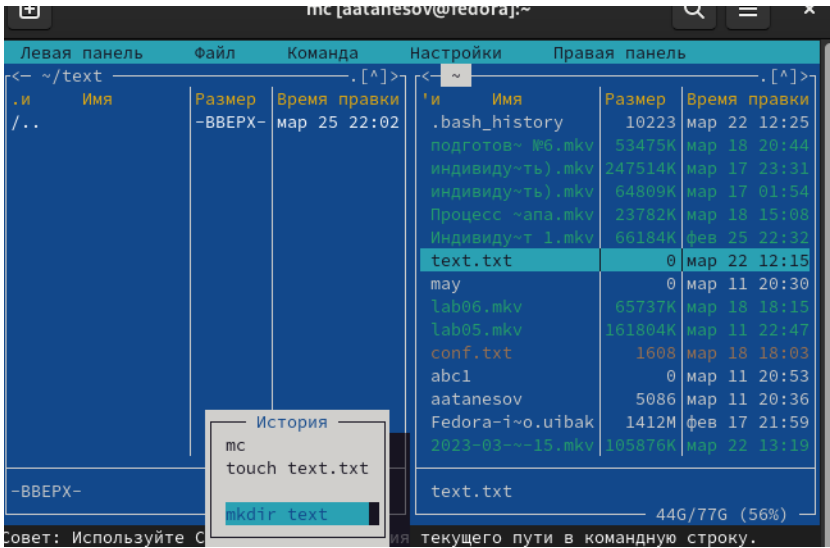 mc [aatanesov@fedora]:~
Левая панель Файл Команда Настройки Правая панель
<— ~/text .[^]>
<— ~ .[^]>
.и Имя Размер Время правки
/.. -ВВЕРХ- мар 25 22:02
'и Имя Размер Время правки
.bash_history 10223 мар 22 12:25
подготов~ №6.mkv 53475K мар 18 20:44
индивиду~ть).mkv 247514K мар 17 23:31
индивиду~ть).mkv 64809K мар 17 01:54
Процесс ~апа.mkv 23782K мар 18 15:08
Индивиду~т 1.mkv 66184K фев 25 22:32
text.txt 0 мар 22 12:15
may 0 мар 11 20:30
lab06.mkv 65737K мар 18 18:15
lab05.mkv 161804K мар 11 22:47
conf.txt 1608 мар 18 18:03
abc1 0 мар 11 20:53
aatanesov 5086 мар 11 20:36
Fedora-i~o.uibak 1412M фев 17 21:59
2023-03-~-15.mkv 105876K мар 22 13:19
История
mc
touch text.txt
mkdir text
-ВВЕРХ-
text.txt
44G/77G (56%)
Совет: Используйте C ия текущего пути в командную строку.